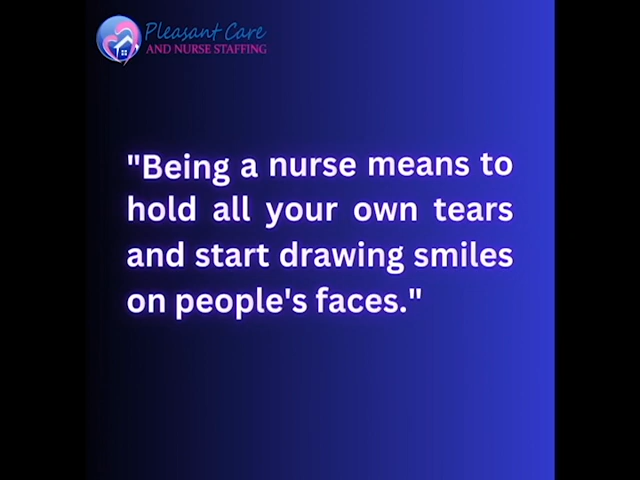 Pleasant Care
AND NURSE STAFFING
"Being a nurse means to
hold all your own tears
and start drawing smiles
on people's faces."